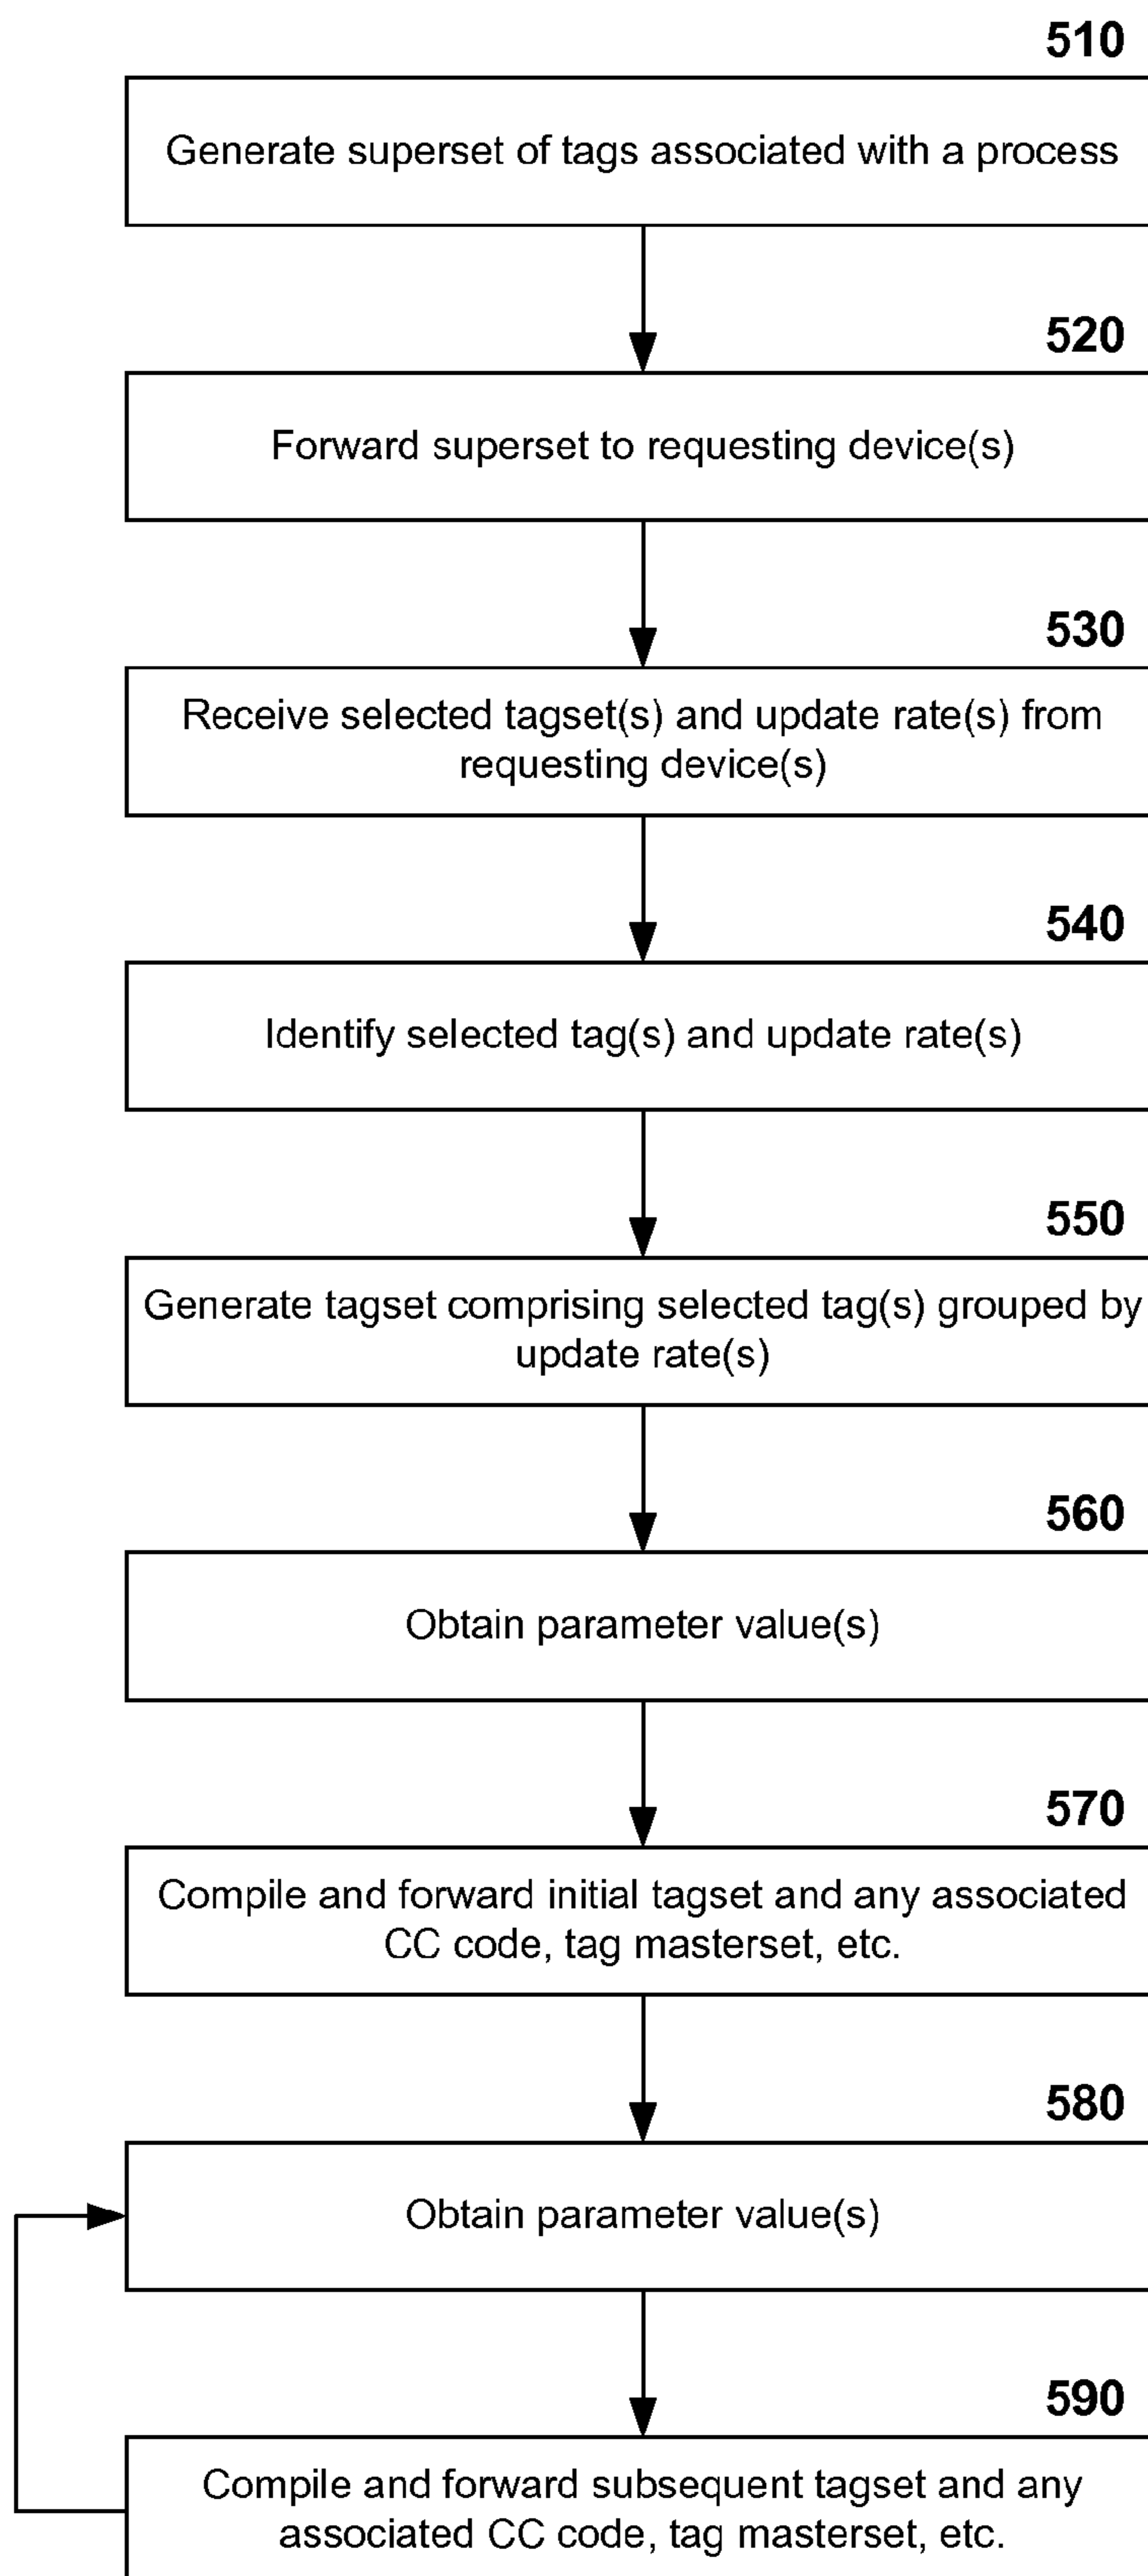 510
Generate superset of tags associated with a process
520
Forward superset to requesting device(s)
530
Receive selected tagset(s) and update rate(s) from
requesting device(s)
540
Identify selected tag(s) and update rate(s)
550
Generate tagset comprising selected tag(s) grouped by
update rate(s)
560
Obtain parameter value(s)
570
Compile and forward initial tagset and any associated
CC code, tag masterset, etc.
580
Obtain parameter value(s)
590
Compile and forward subsequent tagset and any
associated CC code, tag masterset, etc.